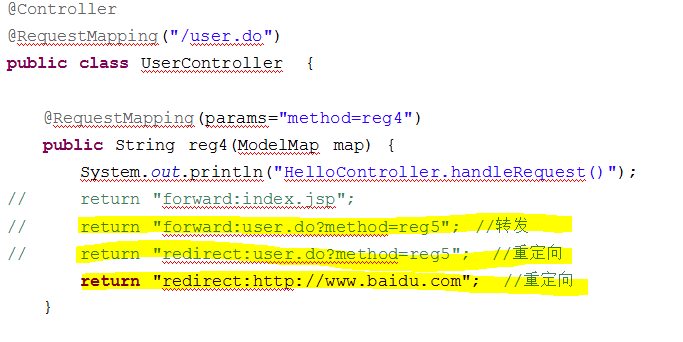 @Controller
@RequestMapping("/user.do")
public class UserController  {
@RequestMapping(params="method=reg4")
public String reg4(ModelMap map) {
System.out.println("HelloController.handleRequest()");
//      return "forward:index.jsp";
//      return "forward:user.do?method=reg5";  //转发
//      return "redirect:user.do?method=reg5";  //重定向
return "redirect:http://www.baidu.com";  //重定向
}